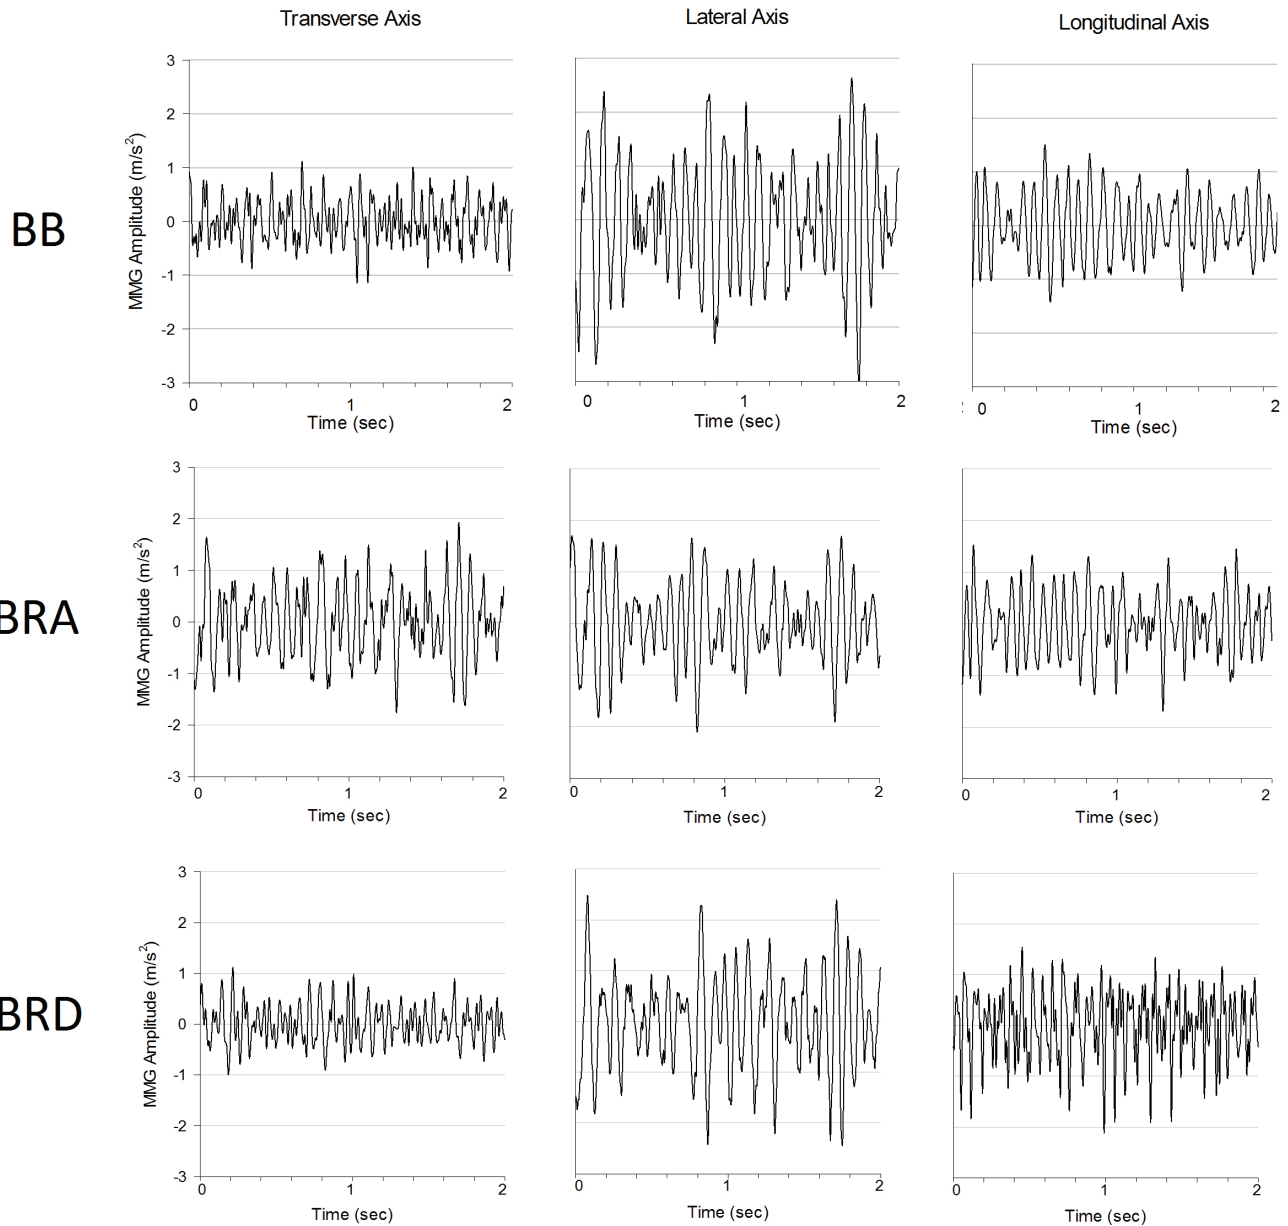 Transverse Axis
Lateral Axis
Longitudinal Axis
BB
MMG Amplitude (m/s²)
3
2
1
0
-1
-2
-3
0 1 2
Time (sec)
0 1 2
Time (sec)
0 1 2
Time (sec)
BRA
MMG Amplitude (m/s²)
3
2
1
0
-1
-2
-3
0 1 2
Time (sec)
0 1 2
Time (sec)
0 1 2
Time (sec)
BRD
MMG Amplitude (m/s²)
3
2
1
0
-1
-2
-3
0 1 2
Time (sec)
0 1 2
Time (sec)
0 1 2
Time (sec)